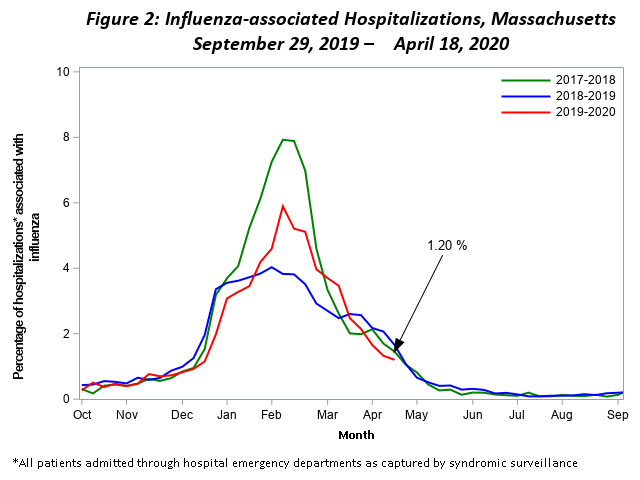 Figure 2: Influenza-associated Hospitalizations, Massachusetts
September 29, 2019 – April 18, 2020
10
8
6
4
2
0
Percentage of hospitalizations* associated with
influenza
2017-2018
2018-2019
2019-2020
1.20 %
Oct Nov Dec Jan Feb Mar Apr May Jun Jul Aug Sep
Month
*All patients admitted through hospital emergency departments as captured by syndromic surveillance